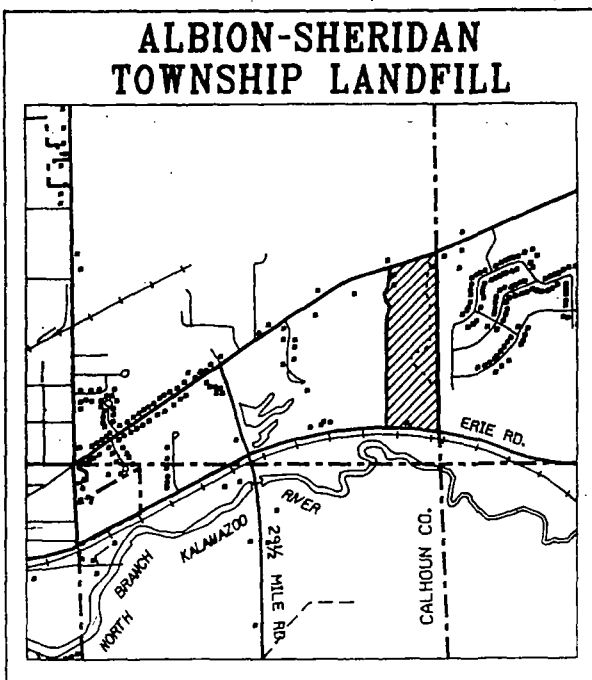 ALBION-SHERIDAN
TOWNSHIP LANDFILL
ERIE RD.
NORTH BRANCH KALAMAZOO RIVER
29½ MILE RD.
CALHOUN CO.